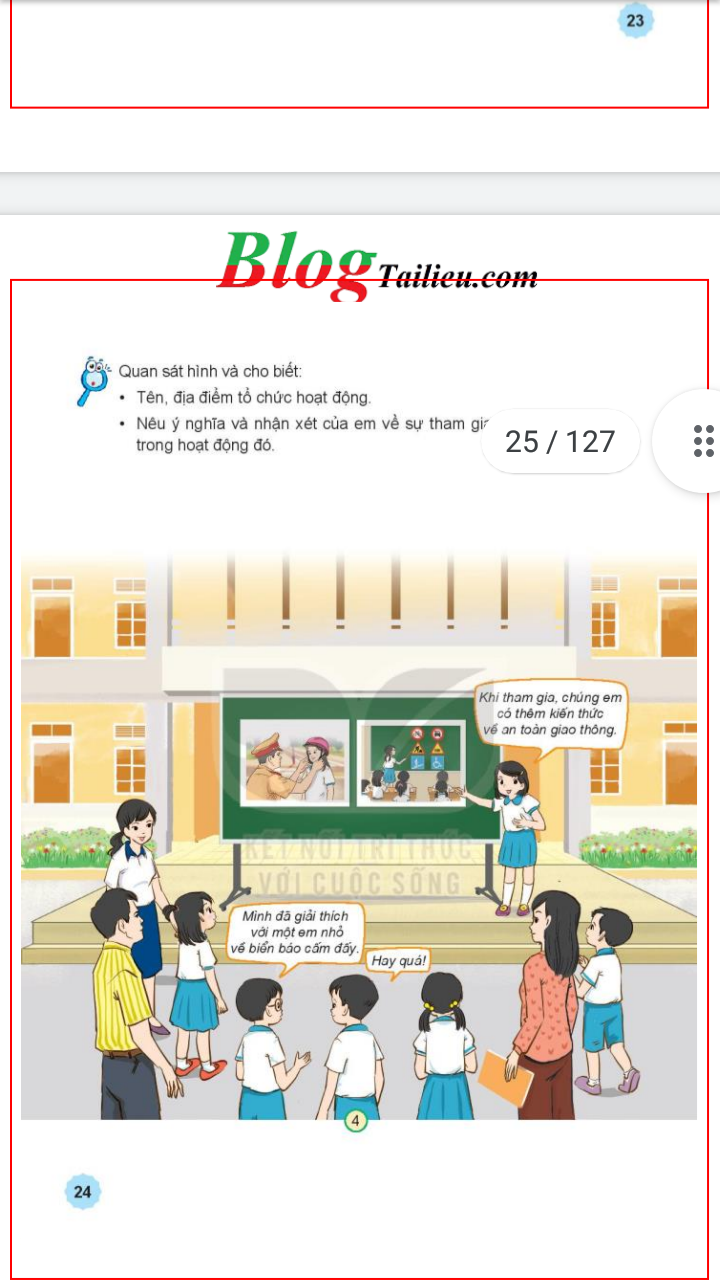 23
Blog Tailieu.com
Quan sát hình và cho biết:
• Tên, địa điểm tổ chức hoạt động.
• Nêu ý nghĩa và nhận xét của em về sự tham gia
trong hoạt động đó.
25 / 127
Khi tham gia, chúng em
có thêm kiến thức
về an toàn giao thông.
KẾT NỐI TRI THỨC
VỚI CUỘC SỐNG
Mình đã giải thích
với một em nhỏ
về biển báo cấm đấy.
Hay quá!
4
24